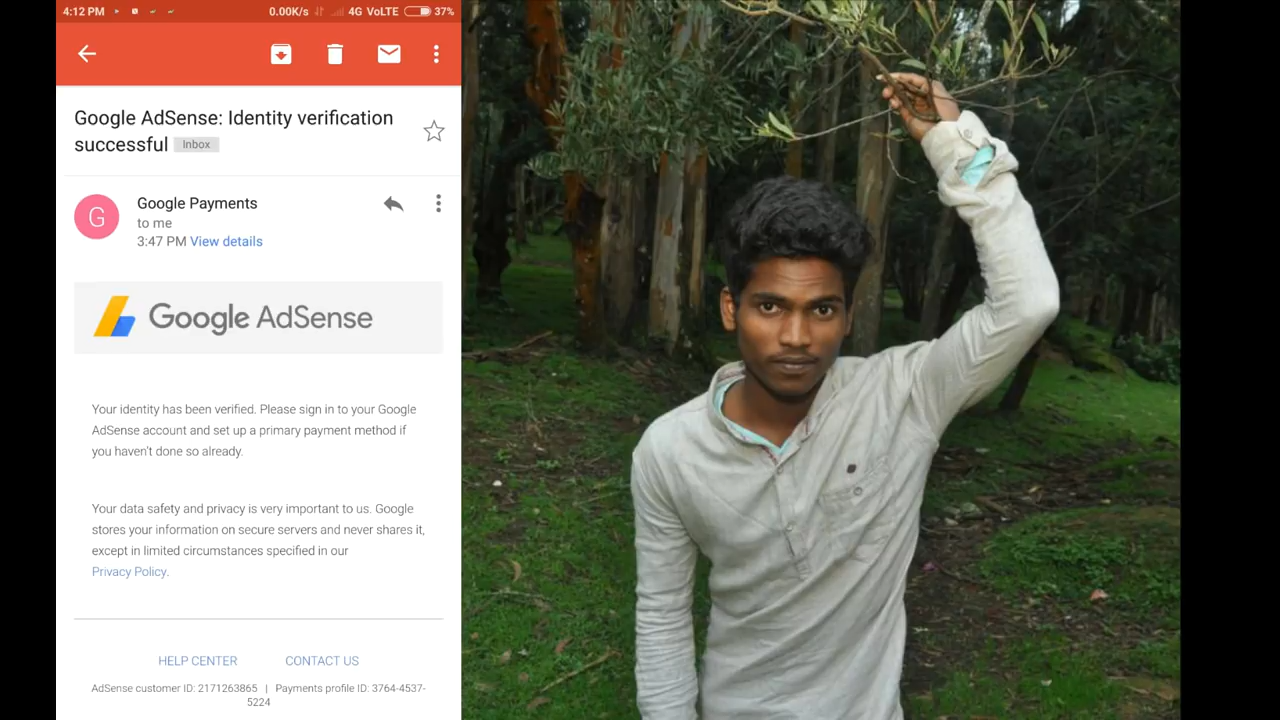 4:12 PM 0.00K/s 4G VoLTE 37%
Google AdSense: Identity verification
successful Inbox
G
Google Payments
to me
3:47 PM View details
Google AdSense
Your identity has been verified. Please sign in to your Google
AdSense account and set up a primary payment method if
you haven't done so already.
Your data safety and privacy is very important to us. Google
stores your information on secure servers and never shares it,
except in limited circumstances specified in our
Privacy Policy.
HELP CENTER CONTACT US
AdSense customer ID: 2171263865 | Payments profile ID: 3764-4537-
5224